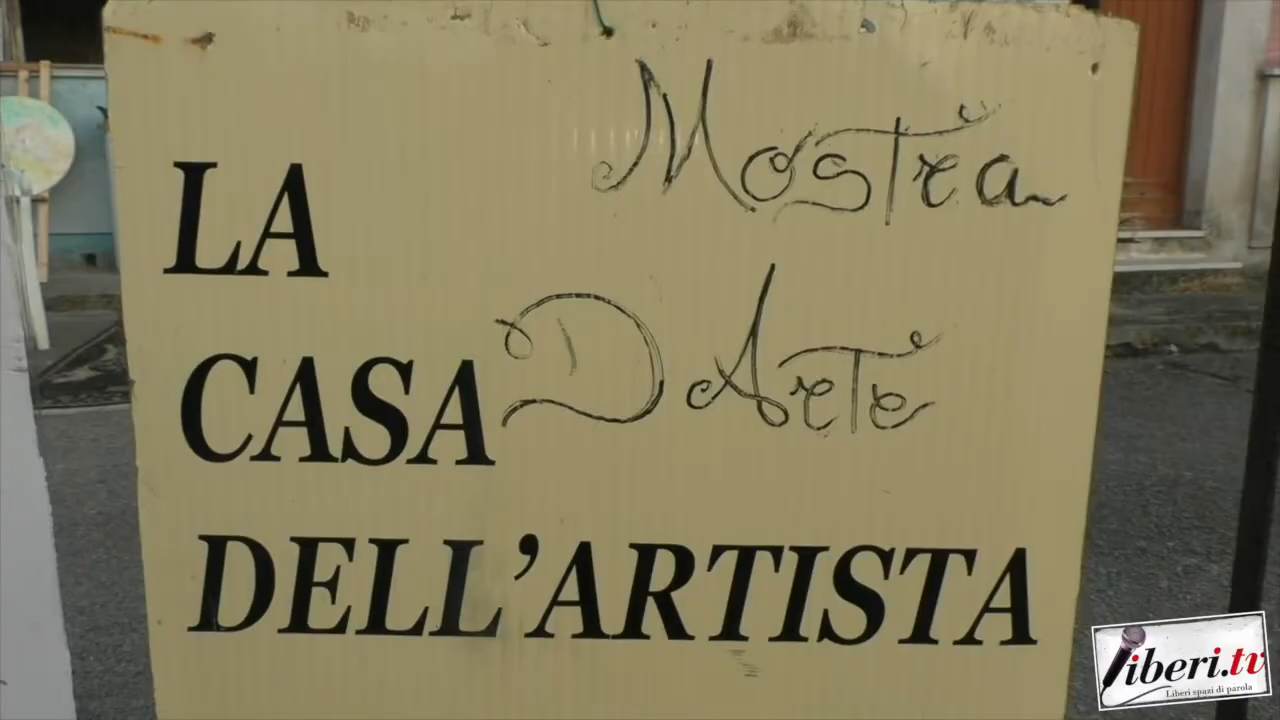 Mostra
D'Arte
LA
CASA
DELL'ARTISTA
liberi.tv
Liberi spazi di parola